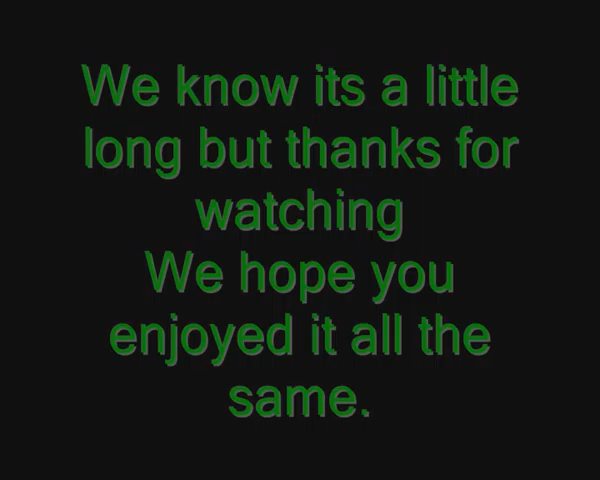 We know its a little
long but thanks for
watching
We hope you
enjoyed it all the
same.